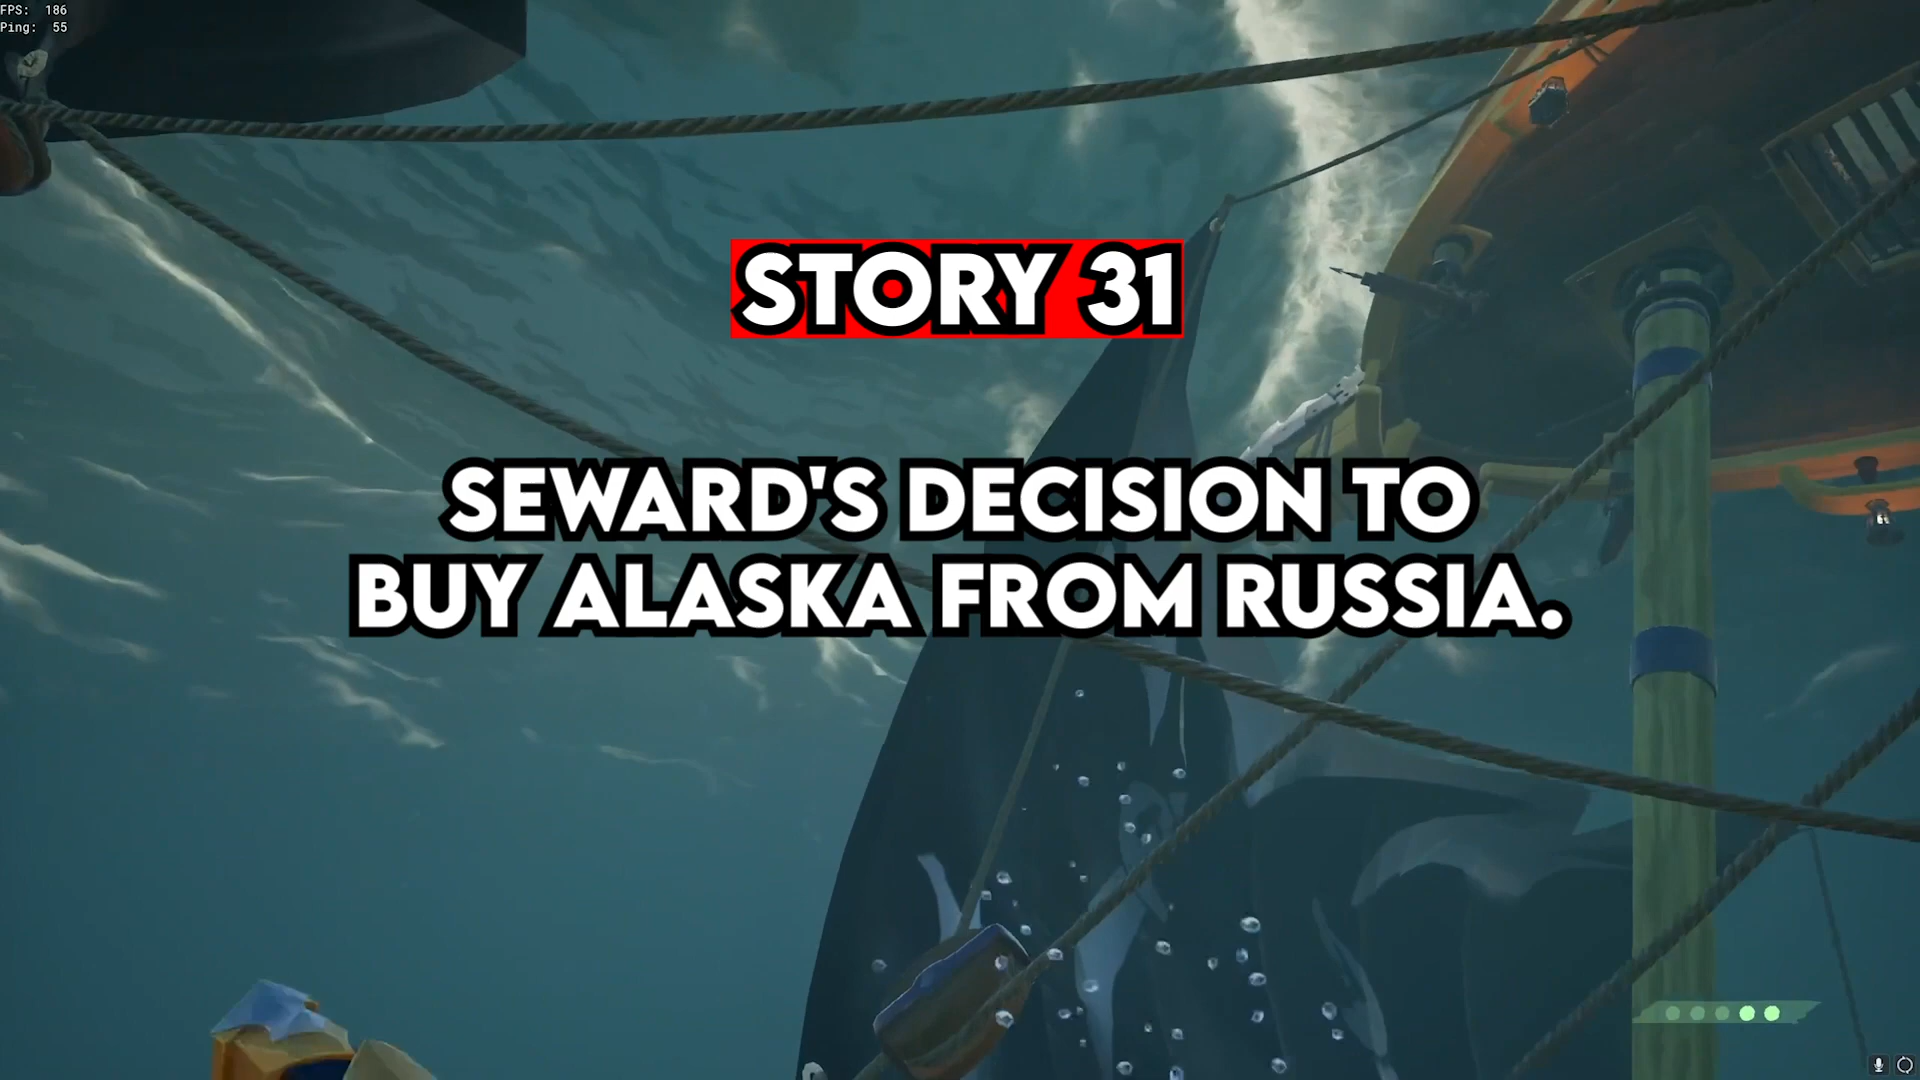 FPS: 186
Ping: 55
STORY 31
SEWARD'S DECISION TO
BUY ALASKA FROM RUSSIA.